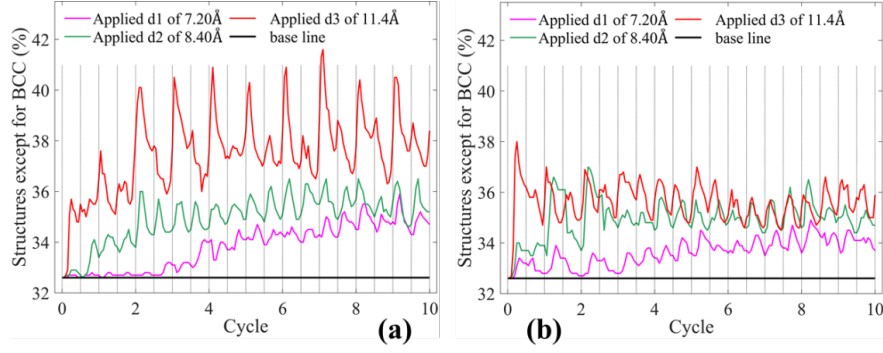 Applied d1 of 7.20Å Applied d3 of 11.4Å
Applied d2 of 8.40Å base line
Structures except for BCC (%)
42
40
38
36
34
32
0 2 4 6 8 10
Cycle
(a)
Applied d1 of 7.20Å Applied d3 of 11.4Å
Applied d2 of 8.40Å base line
Structures except for BCC (%)
42
40
38
36
34
32
0 2 4 6 8 10
Cycle
(b)